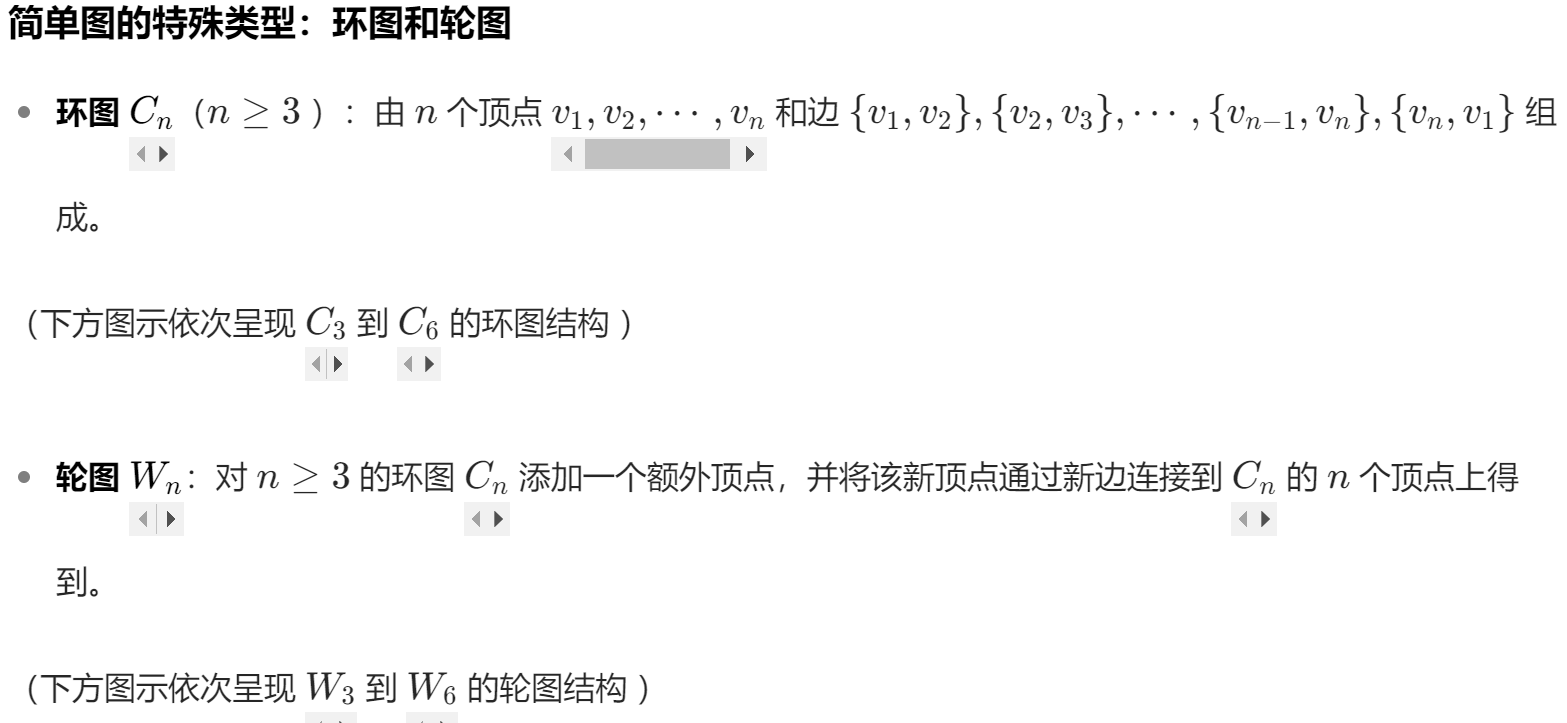 简单图的特殊类型：环图和轮图
• 环图 $C_n$（$n \geq 3$ ）：由 $n$ 个顶点 $v_1, v_2, \cdots, v_n$ 和边 $\{v_1, v_2\}, \{v_2, v_3\}, \cdots, \{v_{n-1}, v_n\}, \{v_n, v_1\}$ 组
成。
（下方图示依次呈现 $C_3$ 到 $C_6$ 的环图结构 ）
• 轮图 $W_n$：对 $n \geq 3$ 的环图 $C_n$ 添加一个额外顶点，并将该新顶点通过新边连接到 $C_n$ 的 $n$ 个顶点上得
到。
（下方图示依次呈现 $W_3$ 到 $W_6$ 的轮图结构 ）